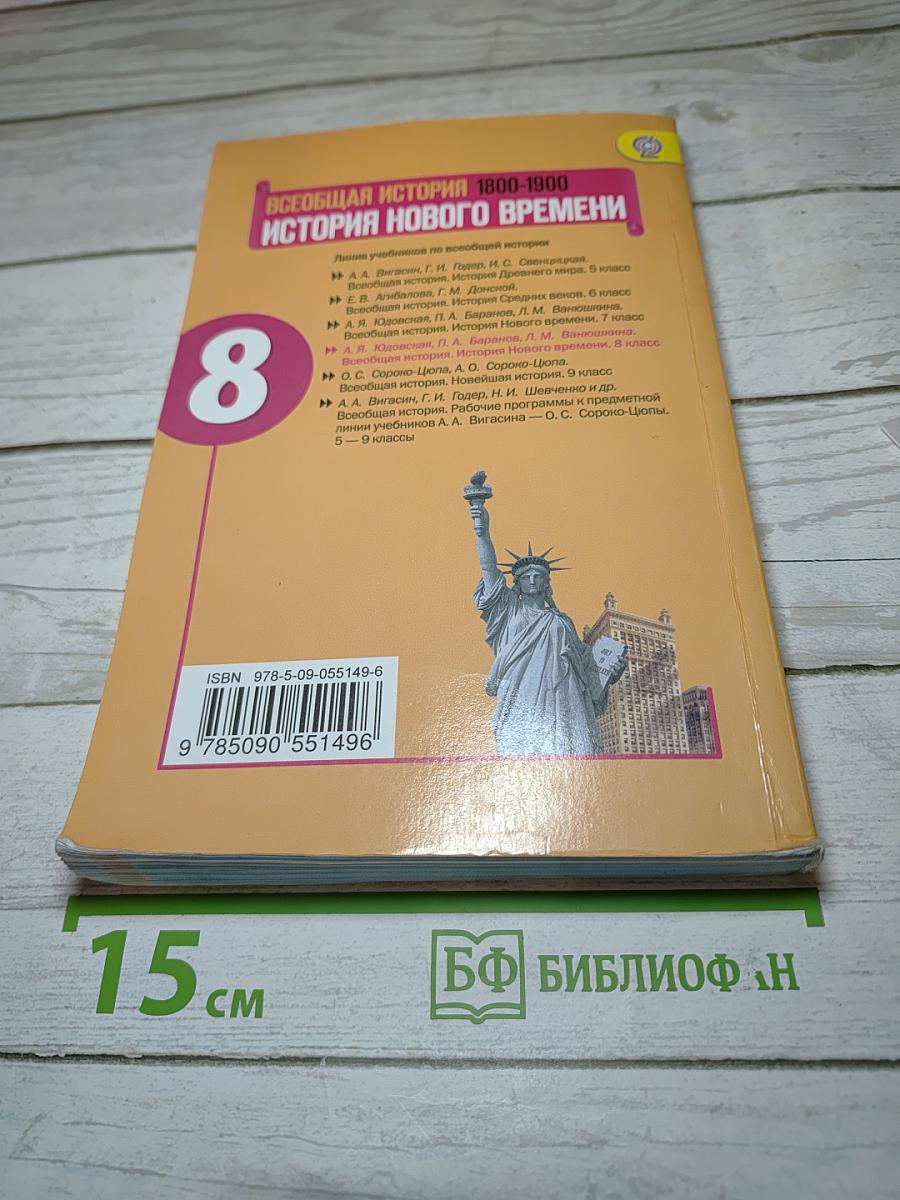 ВСЕОБЩАЯ ИСТОРИЯ 1800-1900
ИСТОРИЯ НОВОГО ВРЕМЕНИ
Линия учебников по всеобщей истории
А. А. Вигасин, Г. И. Годер, И. С. Свенцицкая.
Всеобщая история. История Древнего мира. 5 класс
Е. В. Агибалова, Г. М. Донской.
Всеобщая история. История Средних веков. 6 класс
А. Я. Юдовская, П. А. Баранов, Л. М. Ванюшкина.
Всеобщая история. История Нового времени. 7 класс
А. Я. Юдовская, П. А. Баранов, Л. М. Ванюшкина.
Всеобщая история. История Нового времени. 8 класс
О. С. Сороко-Цюпа, А. О. Сороко-Цюпа.
Всеобщая история. Новейшая история. 9 класс
А. А. Вигасин, Г. И. Годер, Н. И. Шевченко и др.
Всеобщая история. Рабочие программы к предметной
линии учебников А. А. Вигасина — О. С. Сороко-Цюпы.
5 — 9 классы
8
ISBN 978-5-09-055149-6
9 785090 551496
15 см
БФ БИБЛИОФАН